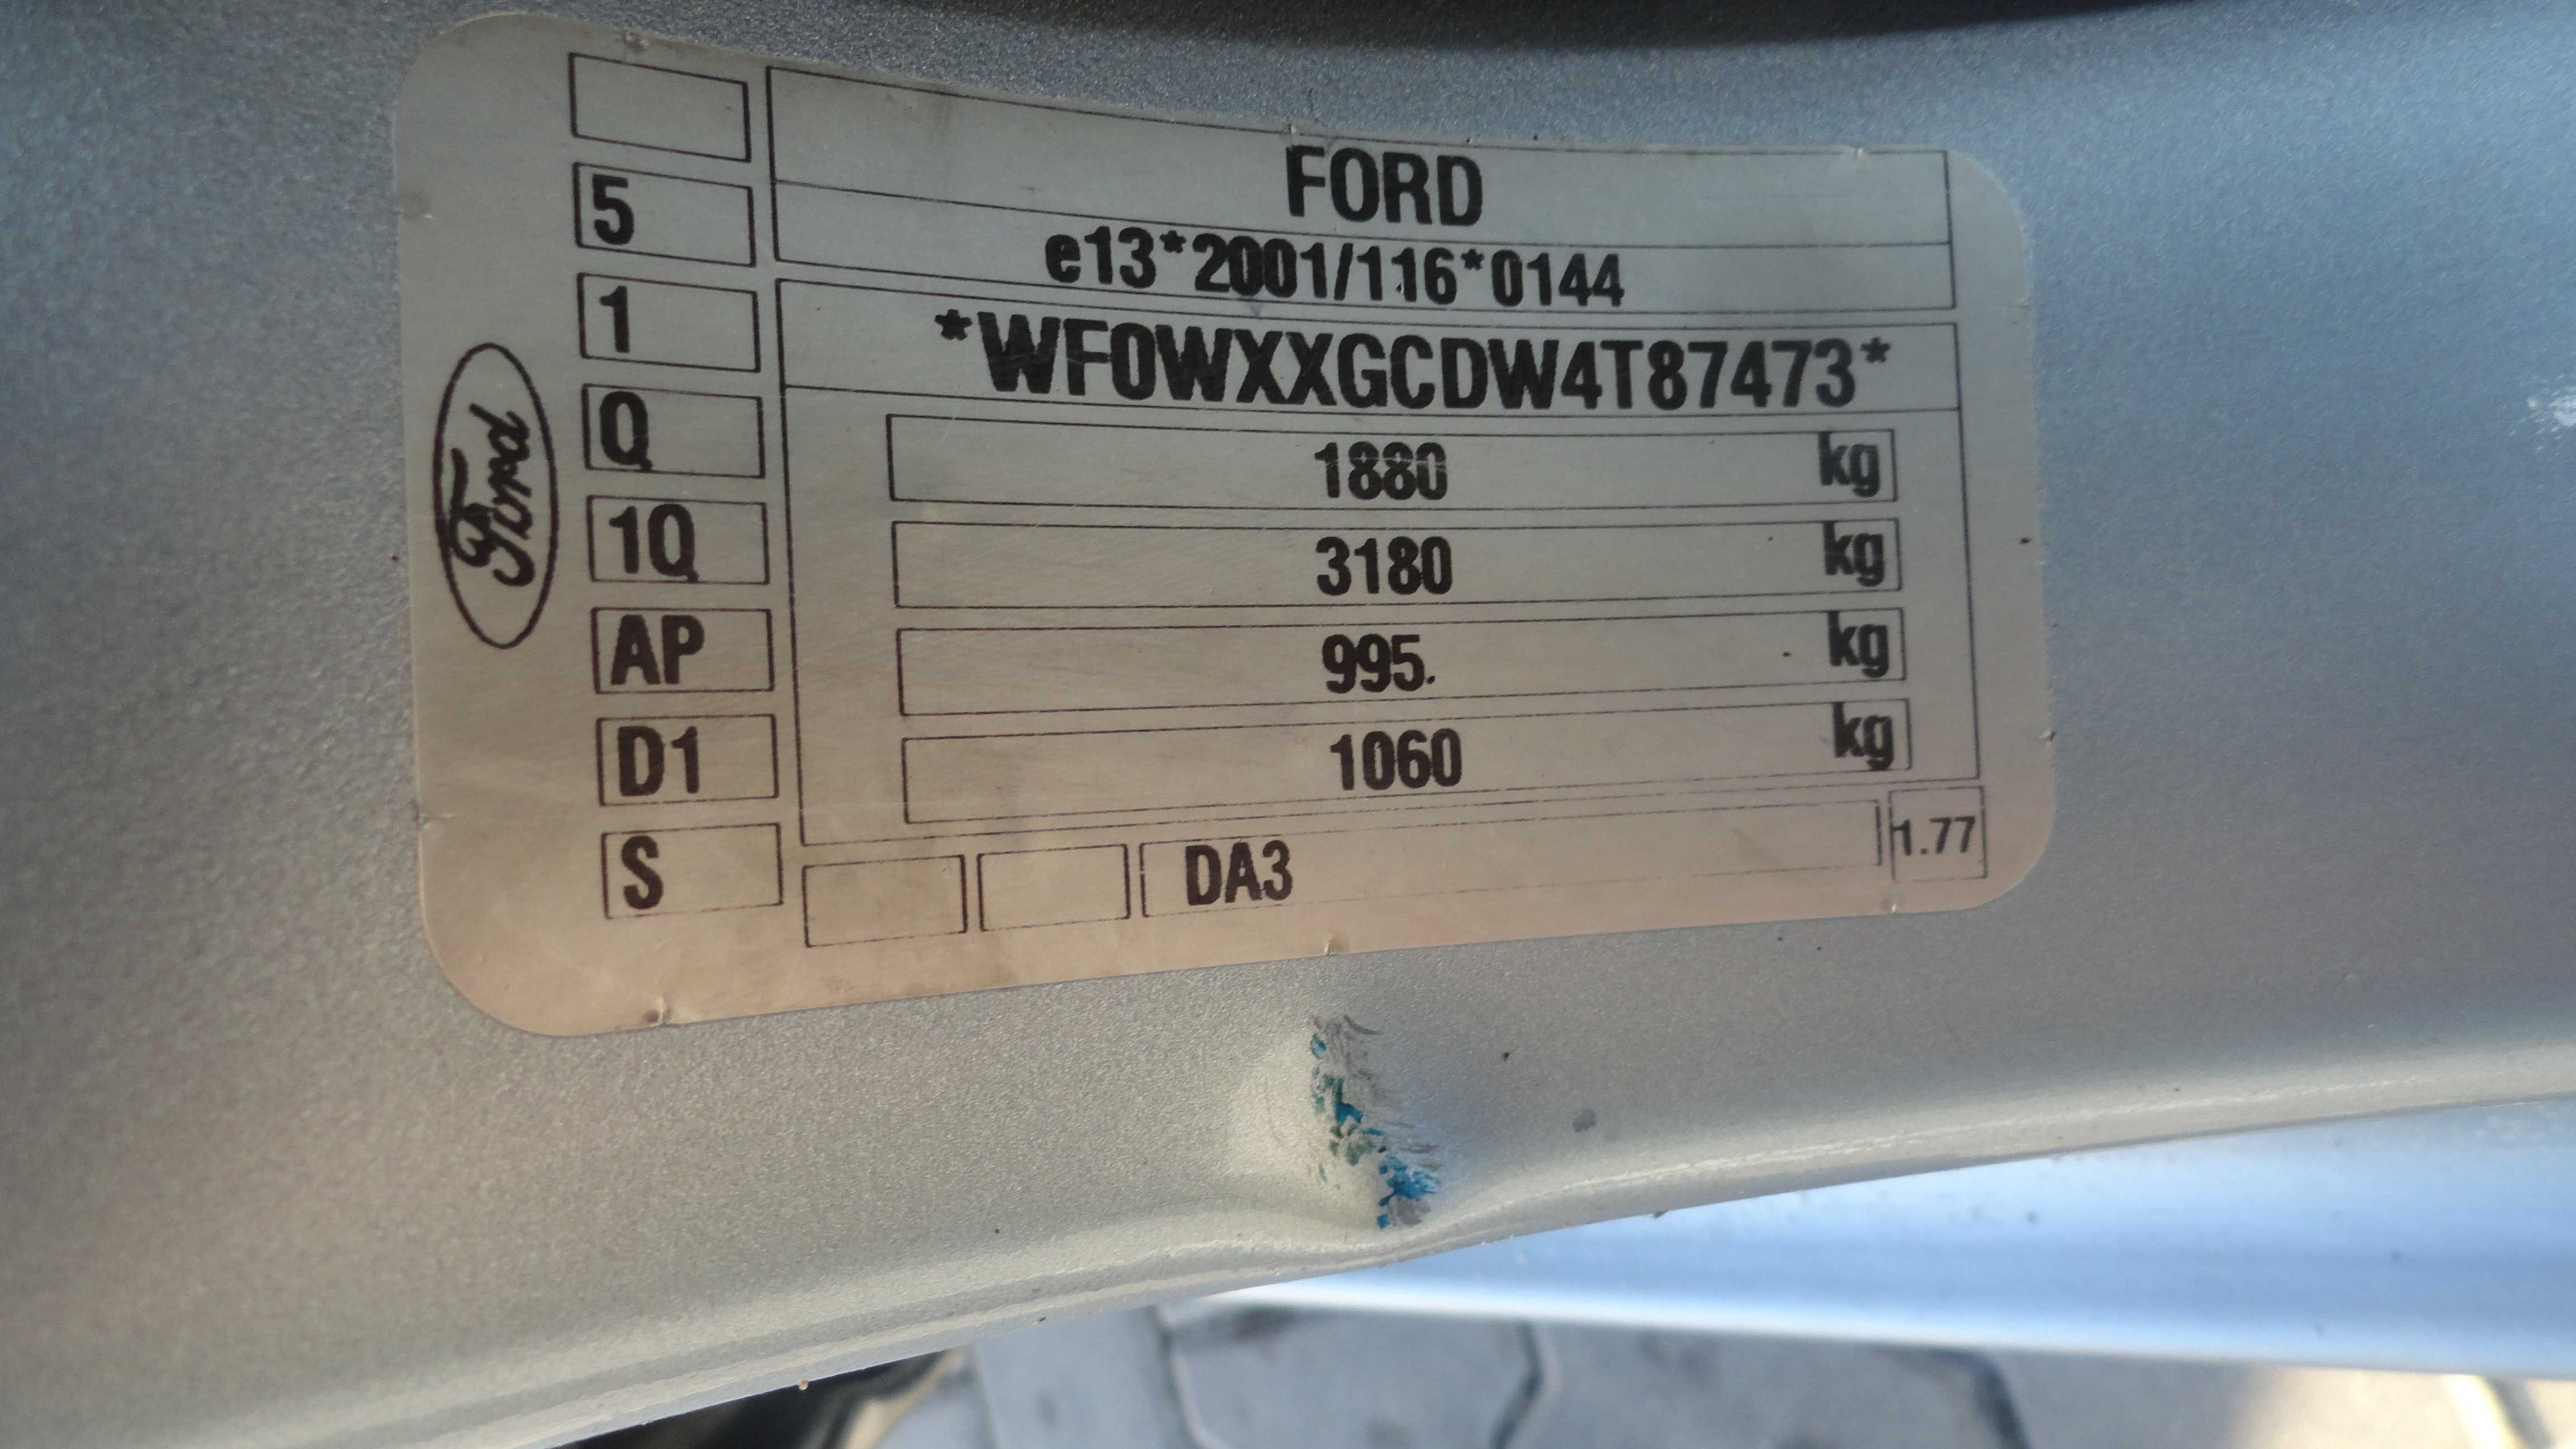 Ford
5
1
Q
1Q
AP
D1
S
FORD
e13*2001/116*0144
*WF0WXXGCDW4T87473*
1880 kg
3180 kg
995. kg
1060 kg
DA3
1.77